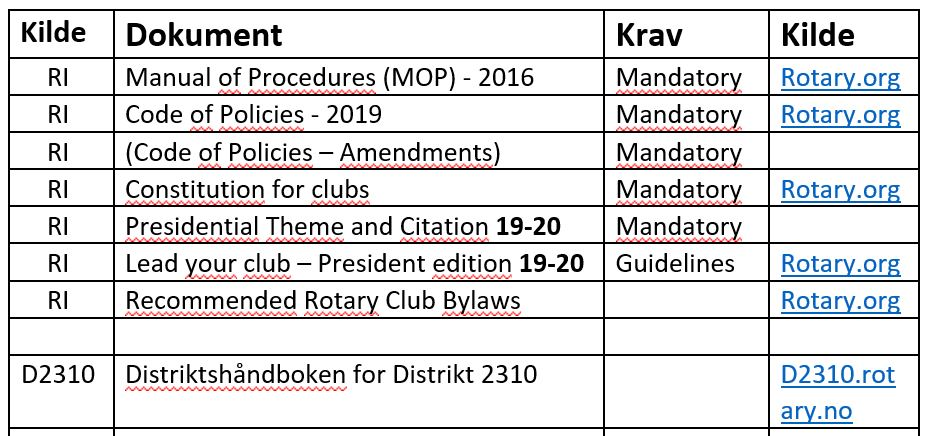 Kilde Dokument Krav Kilde
RI Manual of Procedures (MOP) - 2016 Mandatory Rotary.org
RI Code of Policies - 2019 Mandatory Rotary.org
RI (Code of Policies – Amendments) Mandatory
RI Constitution for clubs Mandatory Rotary.org
RI Presidential Theme and Citation 19-20 Mandatory
RI Lead your club – President edition 19-20 Guidelines Rotary.org
RI Recommended Rotary Club Bylaws Rotary.org
D2310 Distriktshåndboken for Distrikt 2310 D2310.rot
ary.no